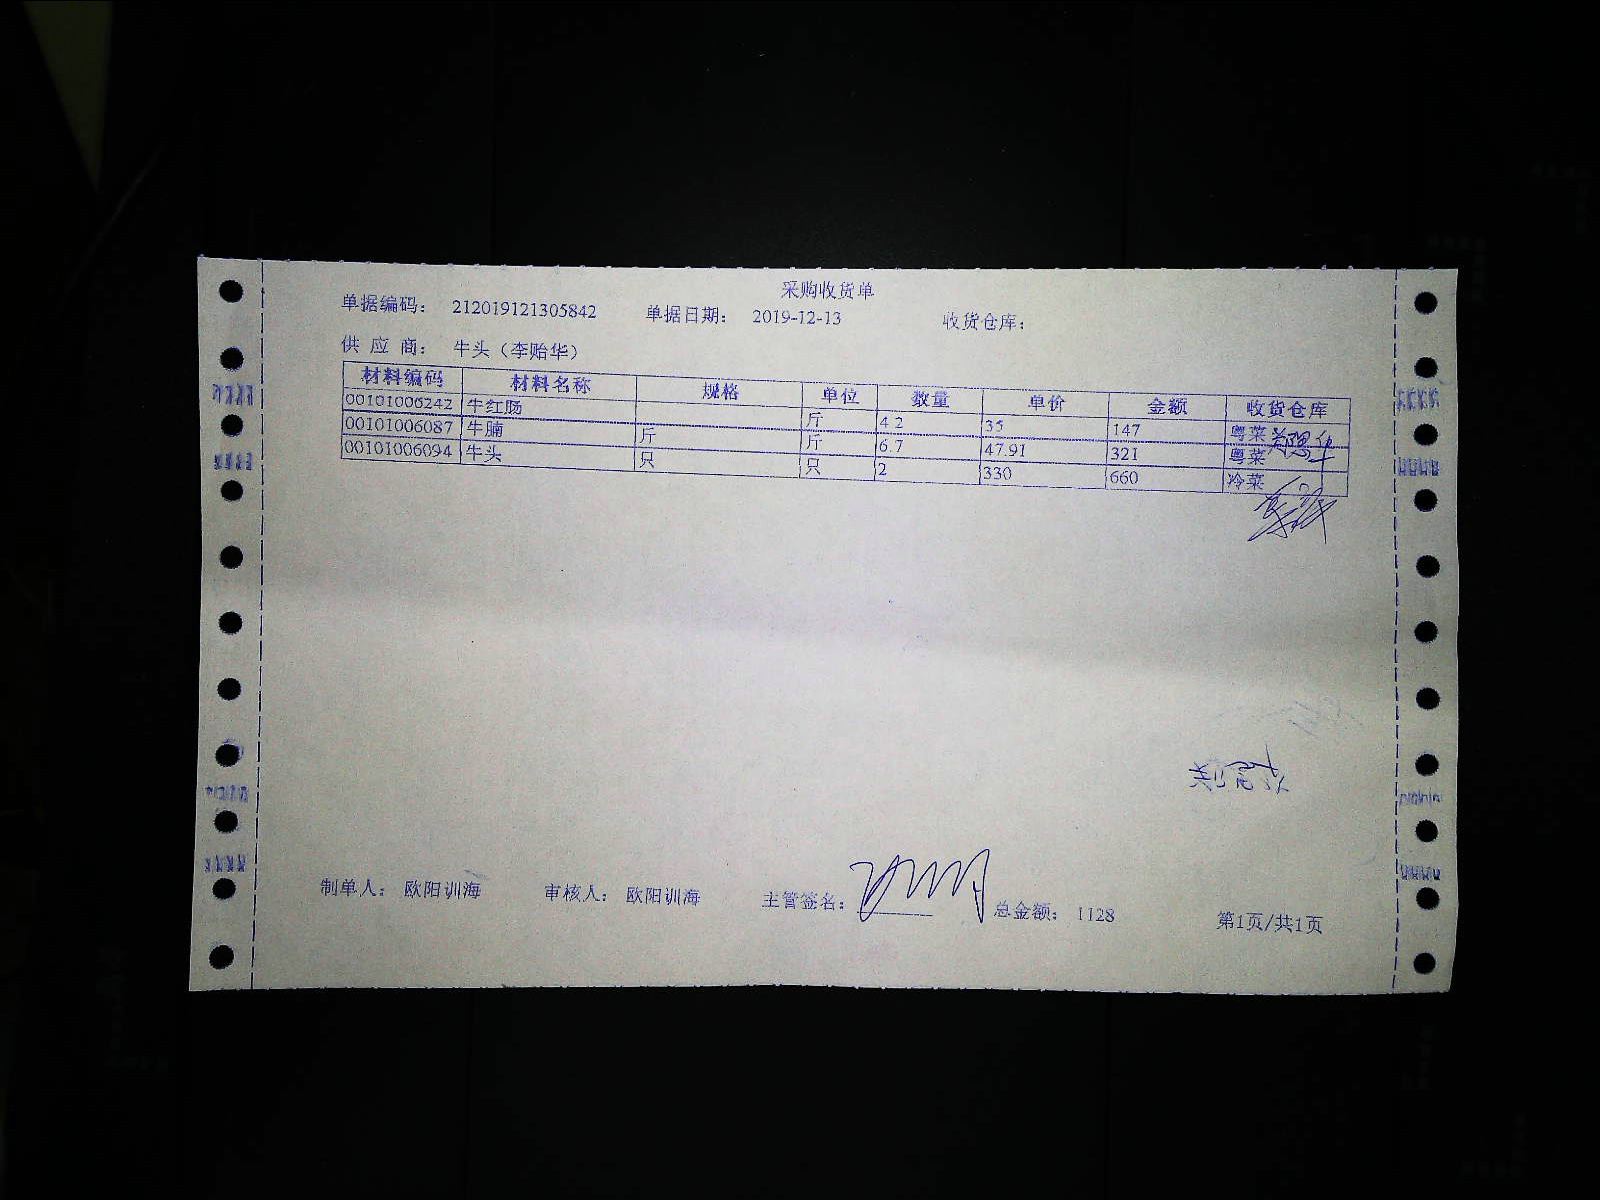 采购收货单
单据编码： 212019121305842 单据日期： 2019-12-13 收货仓库：
供 应 商： 牛头（李贻华）
材料编码 材料名称 规格 单位 数量 单价 金额 收货仓库
00101006242 牛红肠 斤 4.2 35 147 粤菜
00101006087 牛腩 斤 斤 6.7 47.91 321 粤菜
00101006094 牛头 只 只 2 330 660 冷菜
制单人： 欧阳训海 审核人： 欧阳训海 主管签名： 总金额： 1128 第1页/共1页